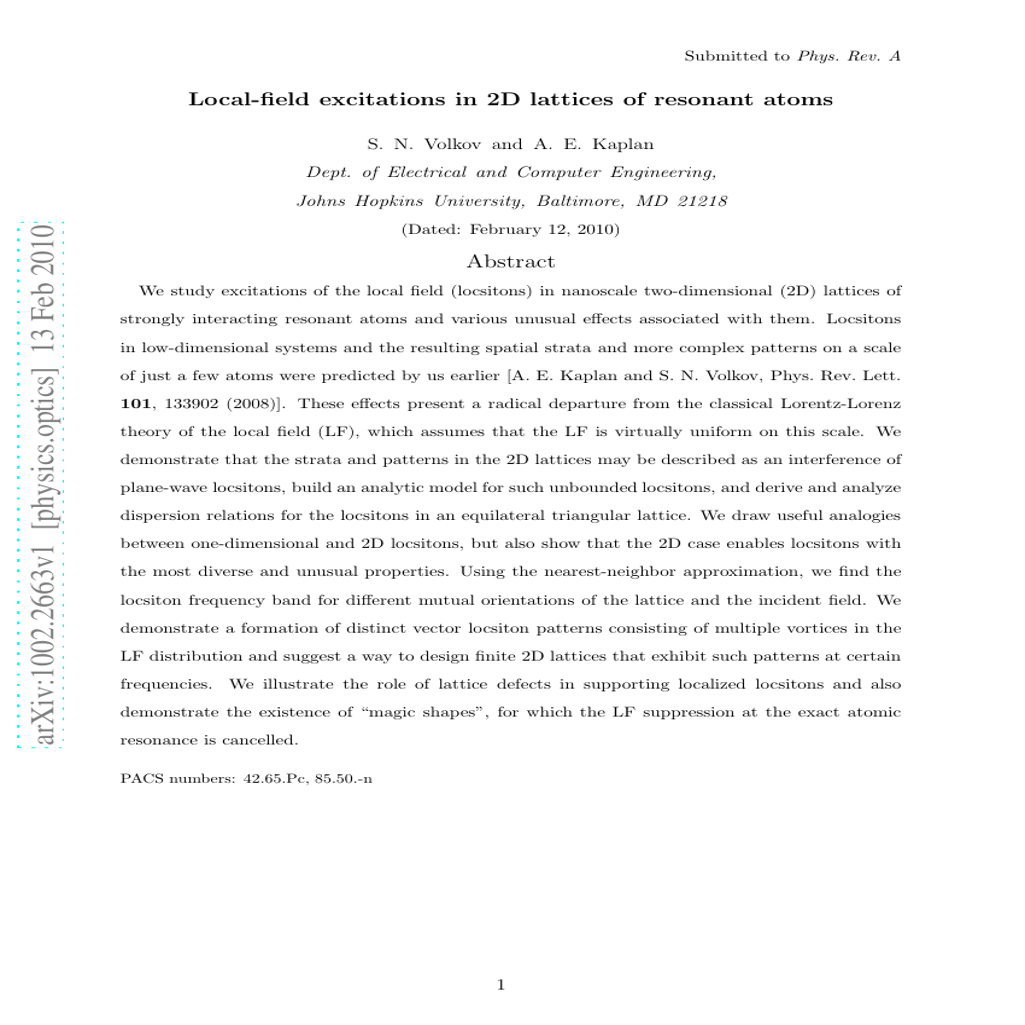 Submitted to Phys. Rev. A
Local-field excitations in 2D lattices of resonant atoms
S. N. Volkov and A. E. Kaplan
Dept. of Electrical and Computer Engineering,
Johns Hopkins University, Baltimore, MD 21218
(Dated: February 12, 2010)
Abstract
We study excitations of the local field (locsitons) in nanoscale two-dimensional (2D) lattices of
strongly interacting resonant atoms and various unusual effects associated with them. Locsitons
in low-dimensional systems and the resulting spatial strata and more complex patterns on a scale
of just a few atoms were predicted by us earlier [A. E. Kaplan and S. N. Volkov, Phys. Rev. Lett.
101, 133902 (2008)]. These effects present a radical departure from the classical Lorentz-Lorenz
theory of the local field (LF), which assumes that the LF is virtually uniform on this scale. We
demonstrate that the strata and patterns in the 2D lattices may be described as an interference of
plane-wave locsitons, build an analytic model for such unbounded locsitons, and derive and analyze
dispersion relations for the locsitons in an equilateral triangular lattice. We draw useful analogies
between one-dimensional and 2D locsitons, but also show that the 2D case enables locsitons with
the most diverse and unusual properties. Using the nearest-neighbor approximation, we find the
locsiton frequency band for different mutual orientations of the lattice and the incident field. We
demonstrate a formation of distinct vector locsiton patterns consisting of multiple vortices in the
LF distribution and suggest a way to design finite 2D lattices that exhibit such patterns at certain
frequencies. We illustrate the role of lattice defects in supporting localized locsitons and also
demonstrate the existence of “magic shapes”, for which the LF suppression at the exact atomic
resonance is cancelled.
PACS numbers: 42.65.Pc, 85.50.-n
arXiv:1002.2663v1 [physics.optics] 13 Feb 2010
1